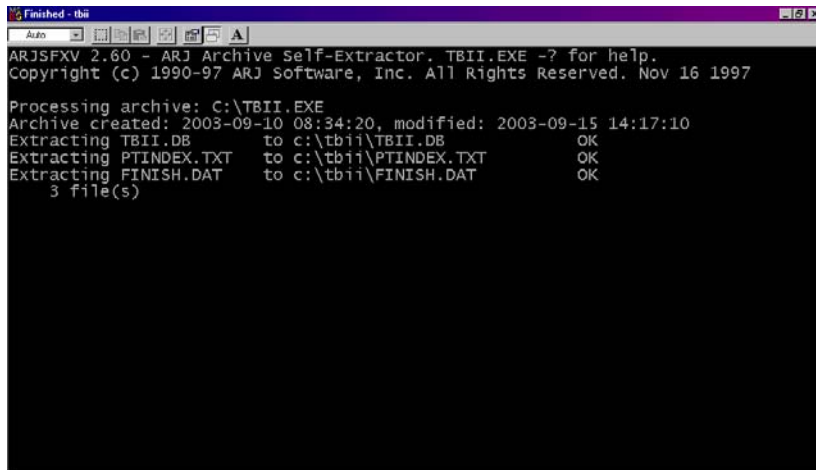 Finished - tbii
Auto
A
ARJSFXV 2.60 - ARJ Archive Self-Extractor. TBII.EXE -? for help.
Copyright (c) 1990-97 ARJ Software, Inc. All Rights Reserved. Nov 16 1997
Processing archive: C:\TBII.EXE
Archive created: 2003-09-10 08:34:20, modified: 2003-09-15 14:17:10
Extracting TBII.DB to c:\tbii\TBII.DB OK
Extracting PTINDEX.TXT to c:\tbii\PTINDEX.TXT OK
Extracting FINISH.DAT to c:\tbii\FINISH.DAT OK
3 file(s)